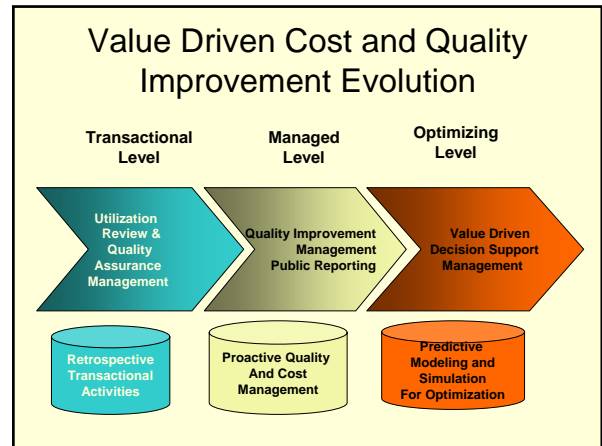 Value Driven Cost and Quality
Improvement Evolution
Transactional
Level
Managed
Level
Optimizing
Level
Utilization
Review &
Quality
Assurance
Management
Quality Improvement
Management
Public Reporting
Value Driven
Decision Support
Management
Retrospective
Transactional
Activities
Proactive Quality
And Cost
Management
Predictive
Modeling and
Simulation
For Optimization